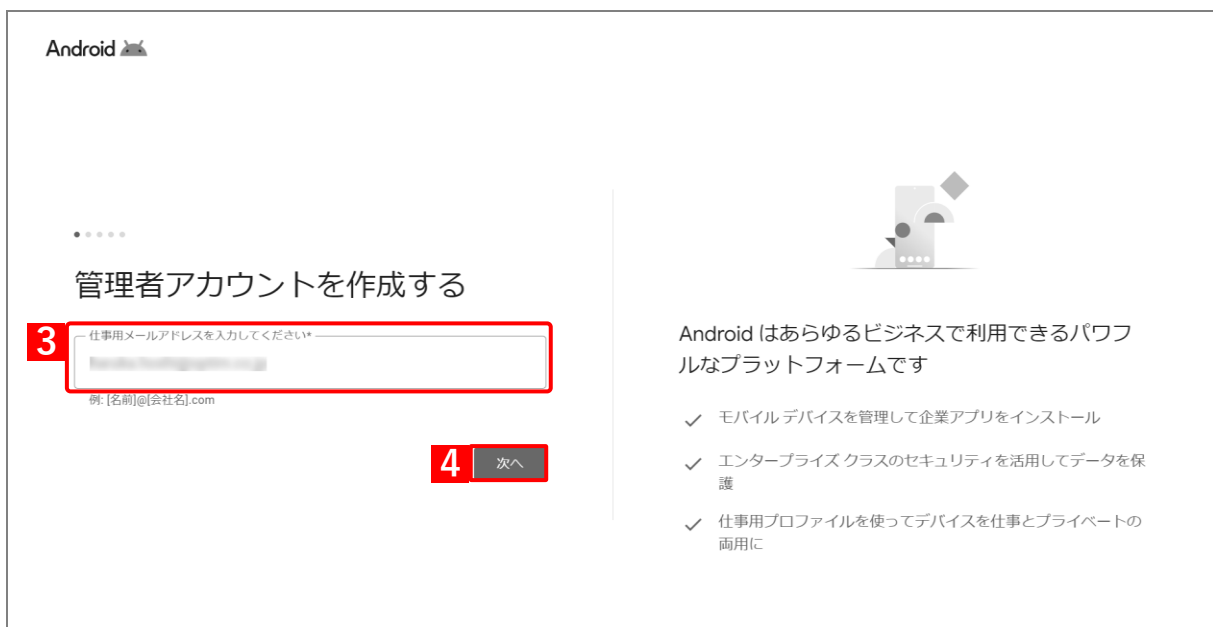 Android
管理者アカウントを作成する
3
仕事用メールアドレスを入力してください*
例: [名前]@[会社名].com
4
次へ
Android はあらゆるビジネスで利用できるパワフ
ルなプラットフォームです
モバイル デバイスを管理して企業アプリをインストール
エンタープライズ クラスのセキュリティを活用してデータを保
護
仕事用プロファイルを使ってデバイスを仕事とプライベートの
両用に